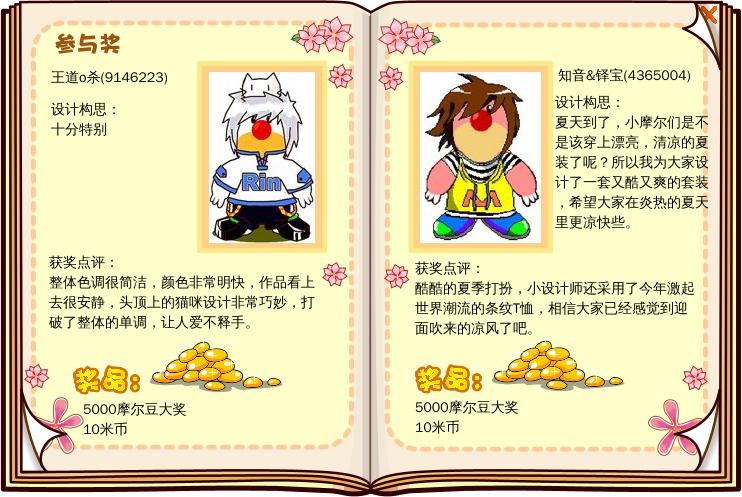 参与奖
王道o杀(9146223)
设计构思：
十分特别
Rin
获奖点评：
整体色调很简洁，颜色非常明快，作品看上
去很安静，头顶上的猫咪设计非常巧妙，打
破了整体的单调，让人爱不释手。
奖品：
5000摩尔豆大奖
10米币
知音&铎宝(4365004)
设计构思：
夏天到了，小摩尔们是不
是该穿上漂亮，清凉的夏
装了呢？所以我为大家设
计了一套又酷又爽的套装
，希望大家在炎热的夏天
里更凉快些。
获奖点评：
酷酷的夏季打扮，小设计师还采用了今年激起
世界潮流的条纹T恤，相信大家已经感觉到迎
面吹来的凉风了吧。
奖品：
5000摩尔豆大奖
10米币